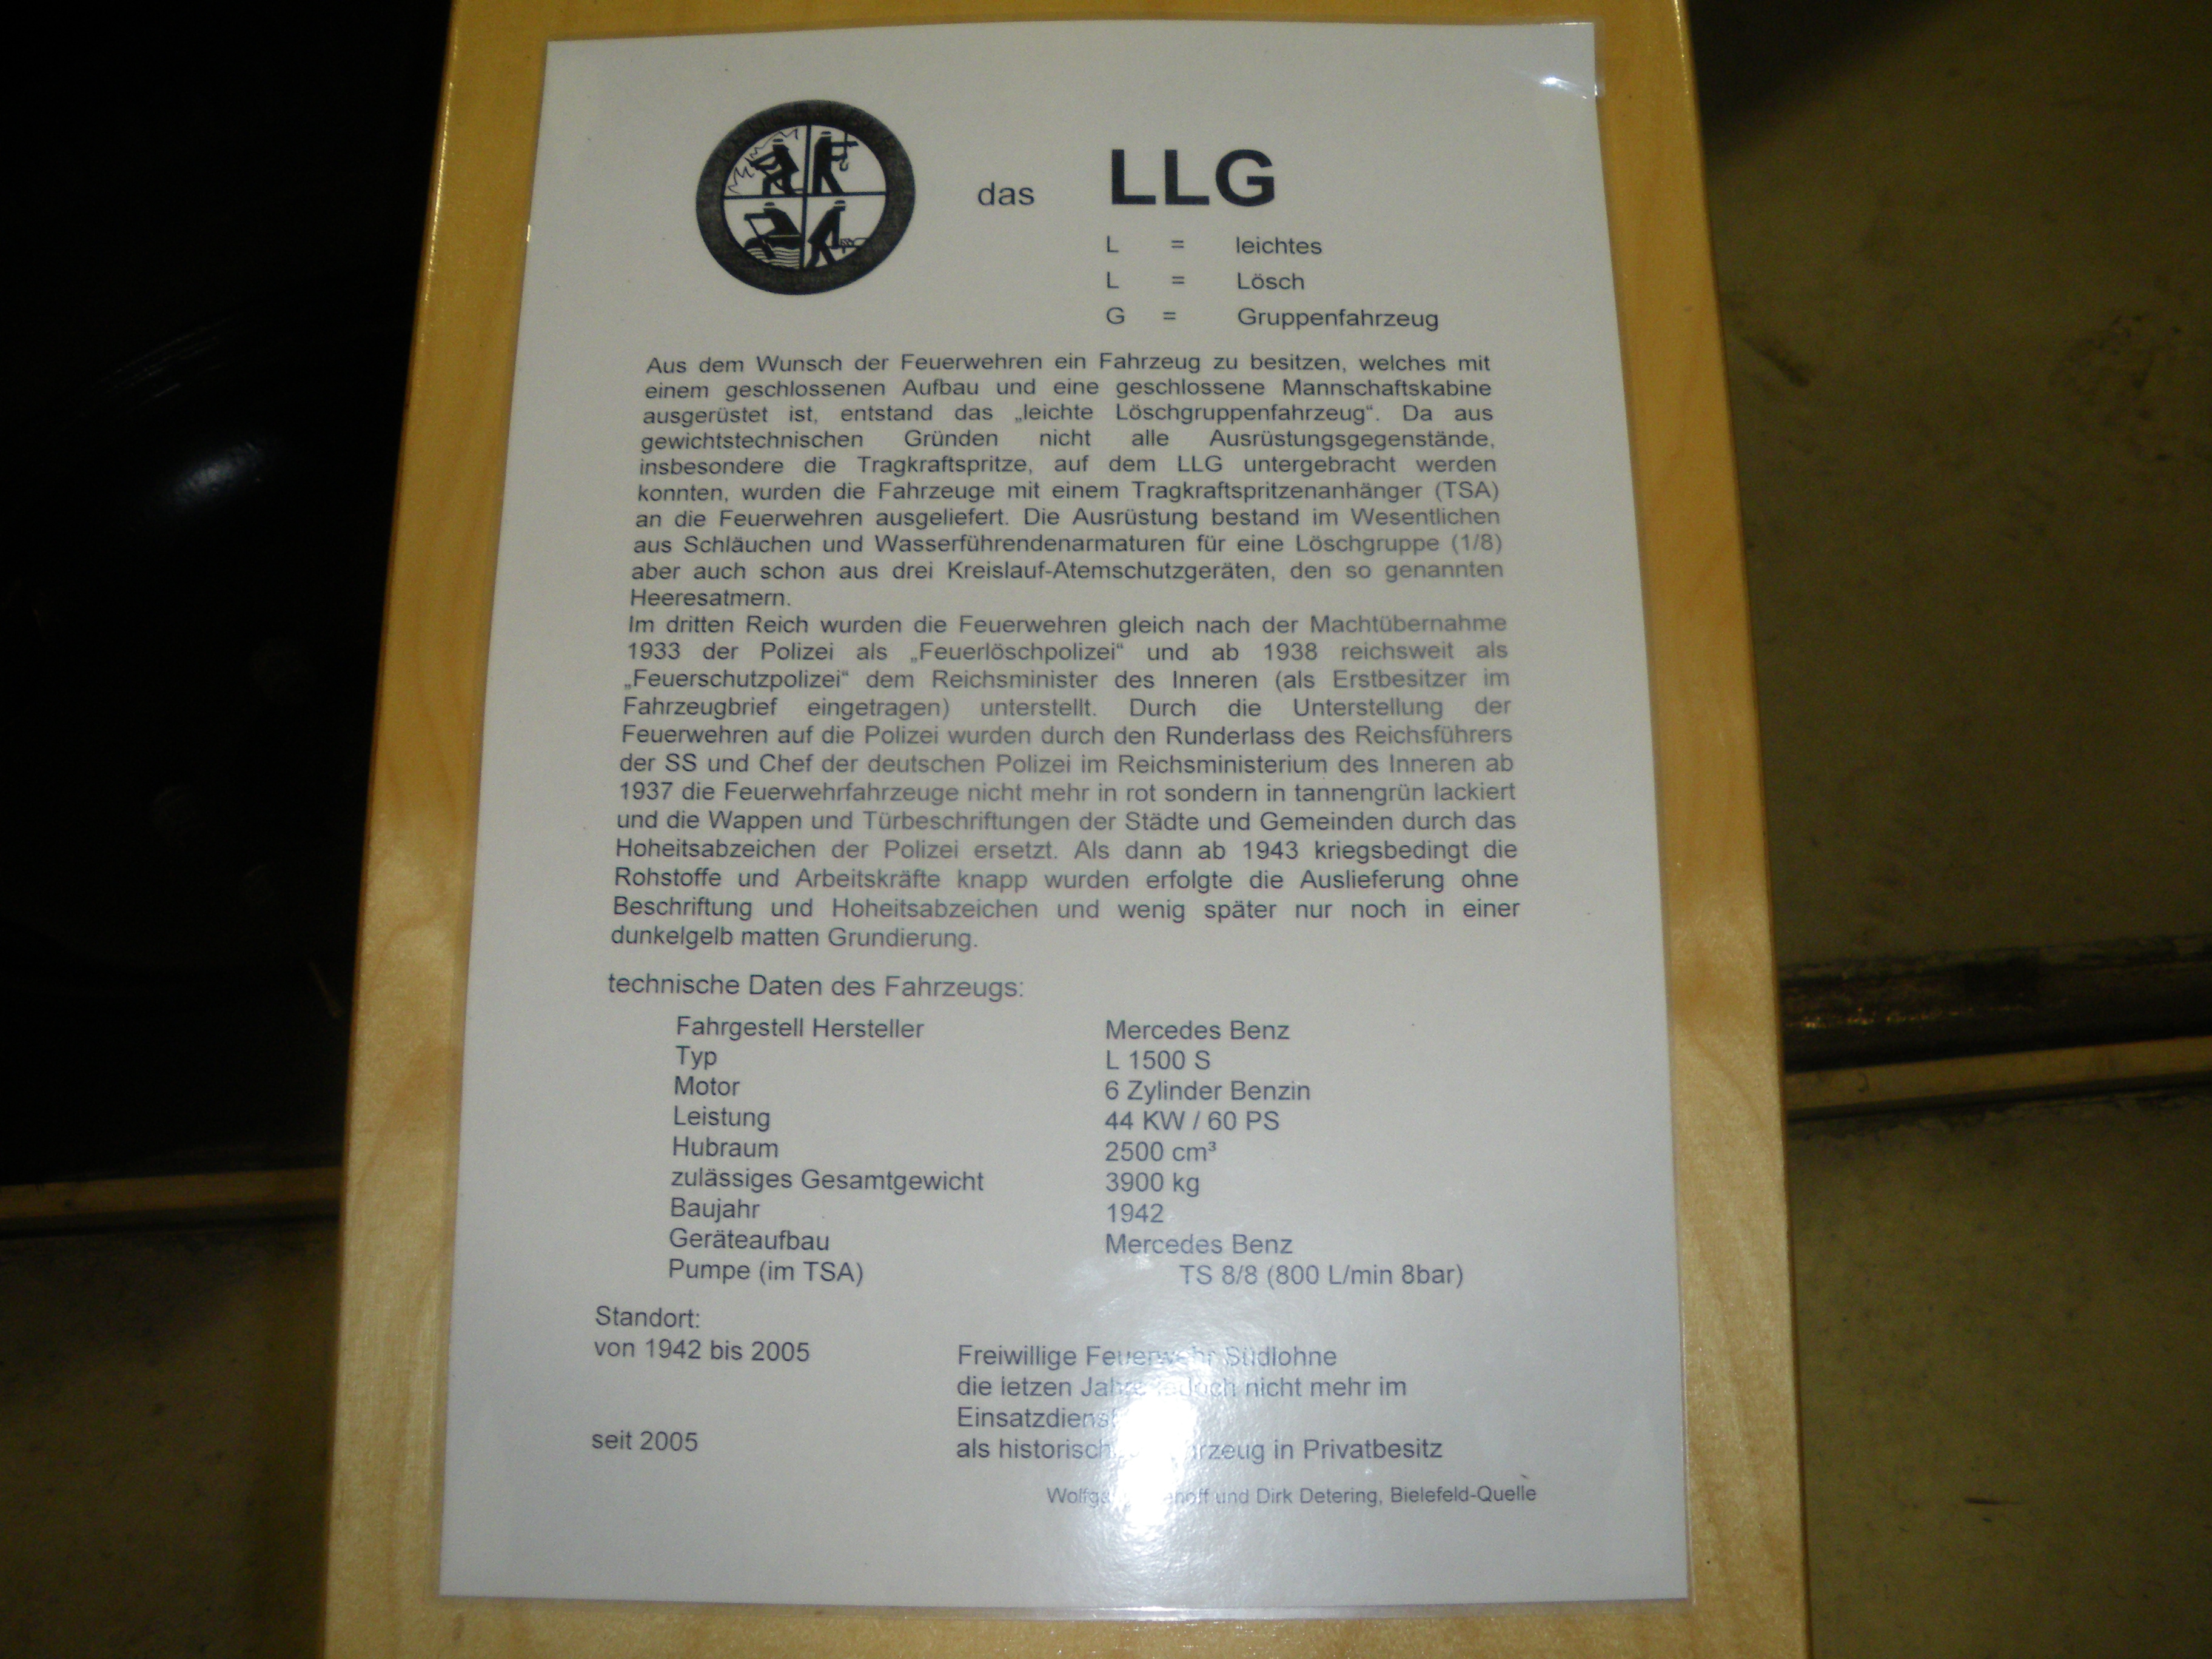 das LLG
L = leichtes
L = Lösch
G = Gruppenfahrzeug
Aus dem Wunsch der Feuerwehren ein Fahrzeug zu besitzen, welches mit
einem geschlossenen Aufbau und eine geschlossene Mannschaftskabine
ausgerüstet ist, entstand das „leichte Löschgruppenfahrzeug“. Da aus
gewichtstechnischen Gründen nicht alle Ausrüstungsgegenstände,
insbesondere die Tragkraftspritze, auf dem LLG untergebracht werden
konnten, wurden die Fahrzeuge mit einem Tragkraftspritzenanhänger (TSA)
an die Feuerwehren ausgeliefert. Die Ausrüstung bestand im Wesentlichen
aus Schläuchen und Wasserführendenarmaturen für eine Löschgruppe (1/8)
aber auch schon aus drei Kreislauf-Atemschutzgeräten, den so genannten
Heeresatmern.
Im dritten Reich wurden die Feuerwehren gleich nach der Machtübernahme
1933 der Polizei als „Feuerlöschpolizei“ und ab 1938 reichsweit als
„Feuerschutzpolizei“ dem Reichsminister des Inneren (als Erstbesitzer im
Fahrzeugbrief eingetragen) unterstellt. Durch die Unterstellung der
Feuerwehren auf die Polizei wurden durch den Runderlass des Reichsführers
der SS und Chef der deutschen Polizei im Reichsministerium des Inneren ab
1937 die Feuerwehrfahrzeuge nicht mehr in rot sondern in tannengrün lackiert
und die Wappen und Türbeschriftungen der Städte und Gemeinden durch das
Hoheitsabzeichen der Polizei ersetzt. Als dann ab 1943 kriegsbedingt die
Rohstoffe und Arbeitskräfte knapp wurden erfolgte die Auslieferung ohne
Beschriftung und Hoheitsabzeichen und wenig später nur noch in einer
dunkelgelb matten Grundierung.
technische Daten des Fahrzeugs:
Fahrgestell Hersteller Mercedes Benz
Typ L 1500 S
Motor 6 Zylinder Benzin
Leistung 44 KW / 60 PS
Hubraum 2500 cm³
zulässiges Gesamtgewicht 3900 kg
Baujahr 1942
Geräteaufbau Mercedes Benz
Pumpe (im TSA) TS 8/8 (800 L/min 8bar)
Standort:
von 1942 bis 2005 Freiwillige Feuerwehr Südlohne
die letzen Jahre jedoch nicht mehr im
Einsatzdienst
seit 2005 als historisches Fahrzeug in Privatbesitz
und Dirk Detering, Bielefeld-Quelle